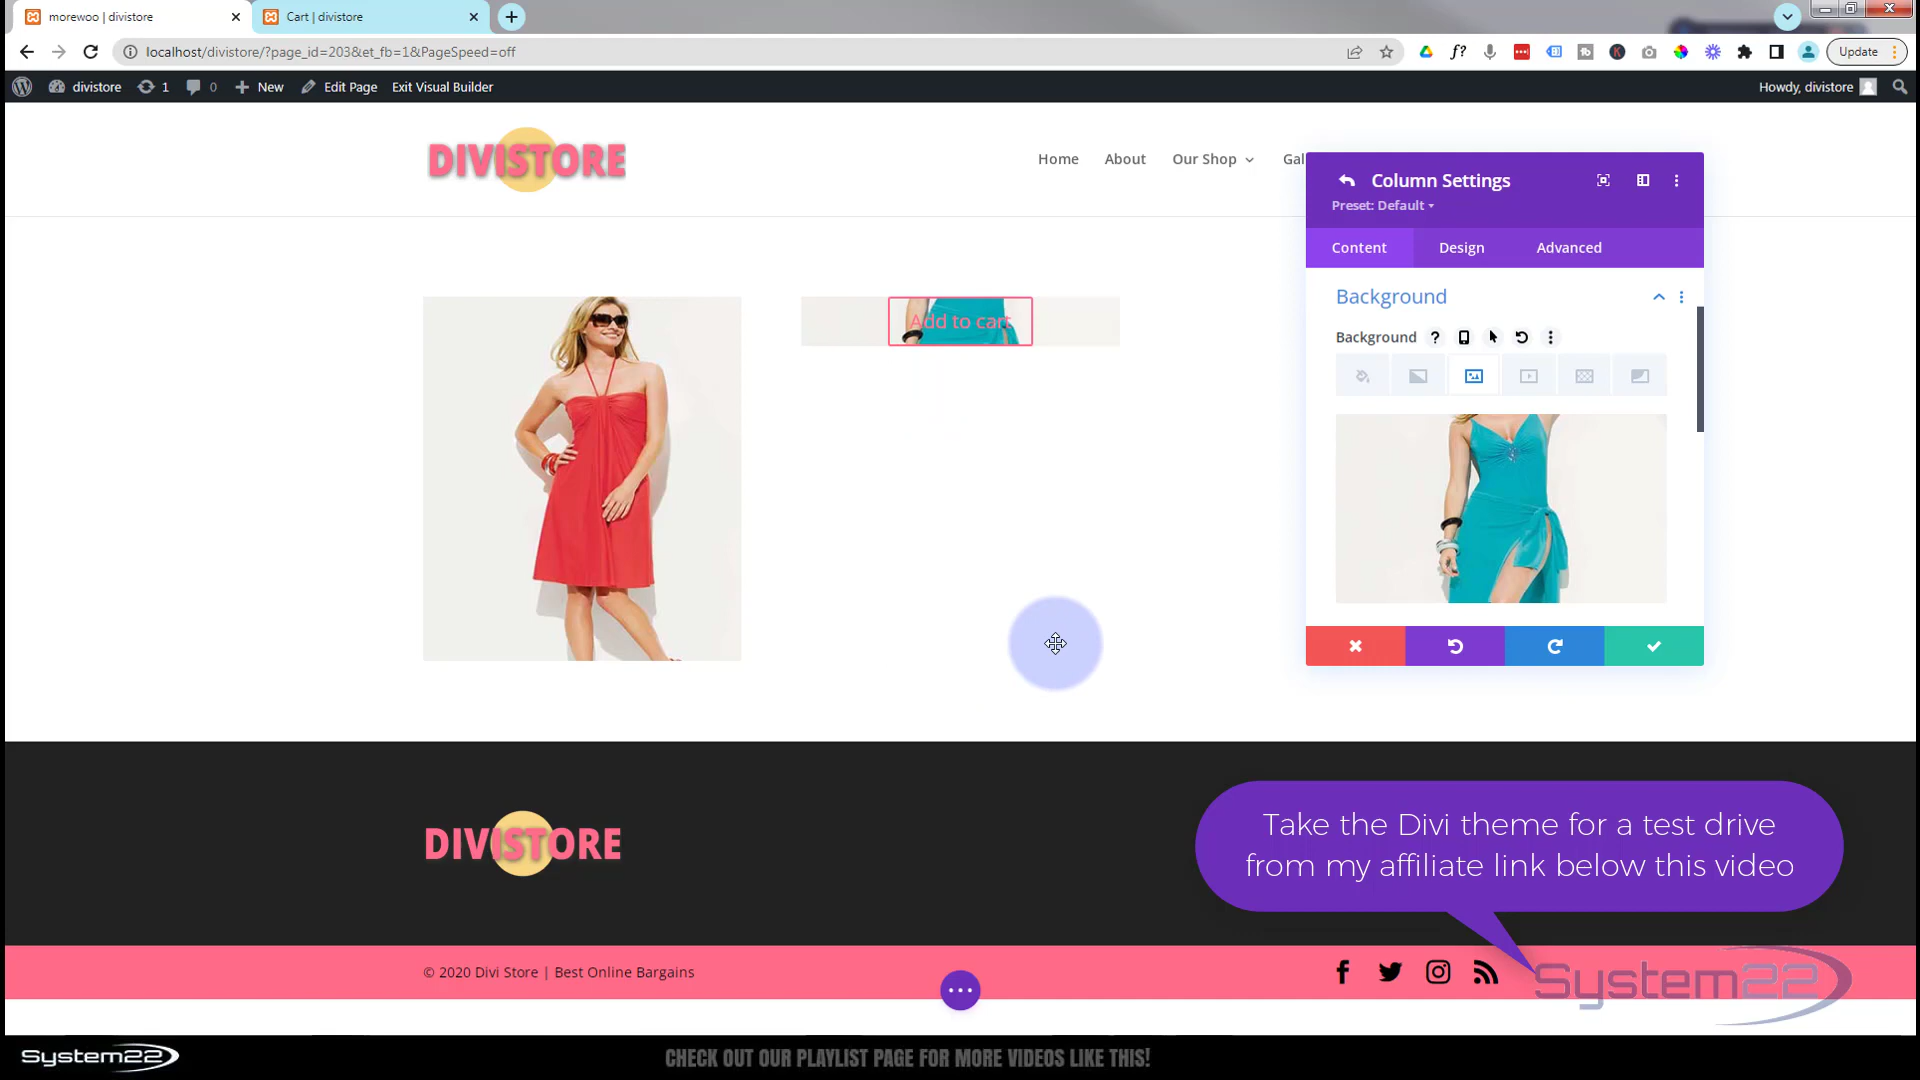 morewoo | divistore
Cart | divistore
localhost/divistore/?page_id=203&et_fb=1&PageSpeed=off
Update
divistore
1
0
New
Edit Page
Exit Visual Builder
Howdy, divistore
DIVISTORE
Home
About
Our Shop
Gal
Column Settings
Preset: Default
Content
Design
Advanced
Background
Background
Add to cart
DIVISTORE
Take the Divi theme for a test drive
from my affiliate link below this video
© 2020 Divi Store | Best Online Bargains
System22
System22
CHECK OUT OUR PLAYLIST PAGE FOR MORE VIDEOS LIKE THIS!